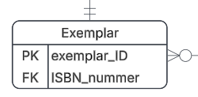 Exemplar
PK exemplar_ID
FK ISBN_nummer